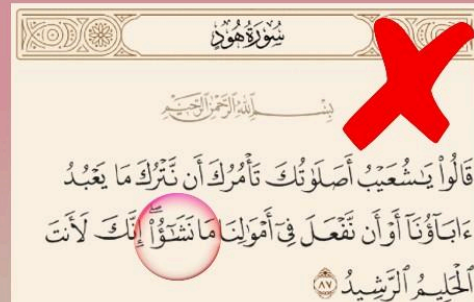 سُورَةُ هُودٍ
بِسْمِ ٱللَّهِ ٱلرَّحْمَٰنِ ٱلرَّحِيمِ
قَالُوا۟ يَـٰشُعَيْبُ أَصَلَوٰتُكَ تَأْمُرُكَ أَن نَّتْرُكَ مَا يَعْبُدُ
ءَابَآؤُنَآ أَوْ أَن نَّفْعَلَ فِىٓ أَمْوَٰلِنَا مَا نَشَـٰٓؤُا۟ ۖ إِنَّكَ لَأَنتَ
ٱلْحَلِيمُ ٱلرَّشِيدُ ٨٧